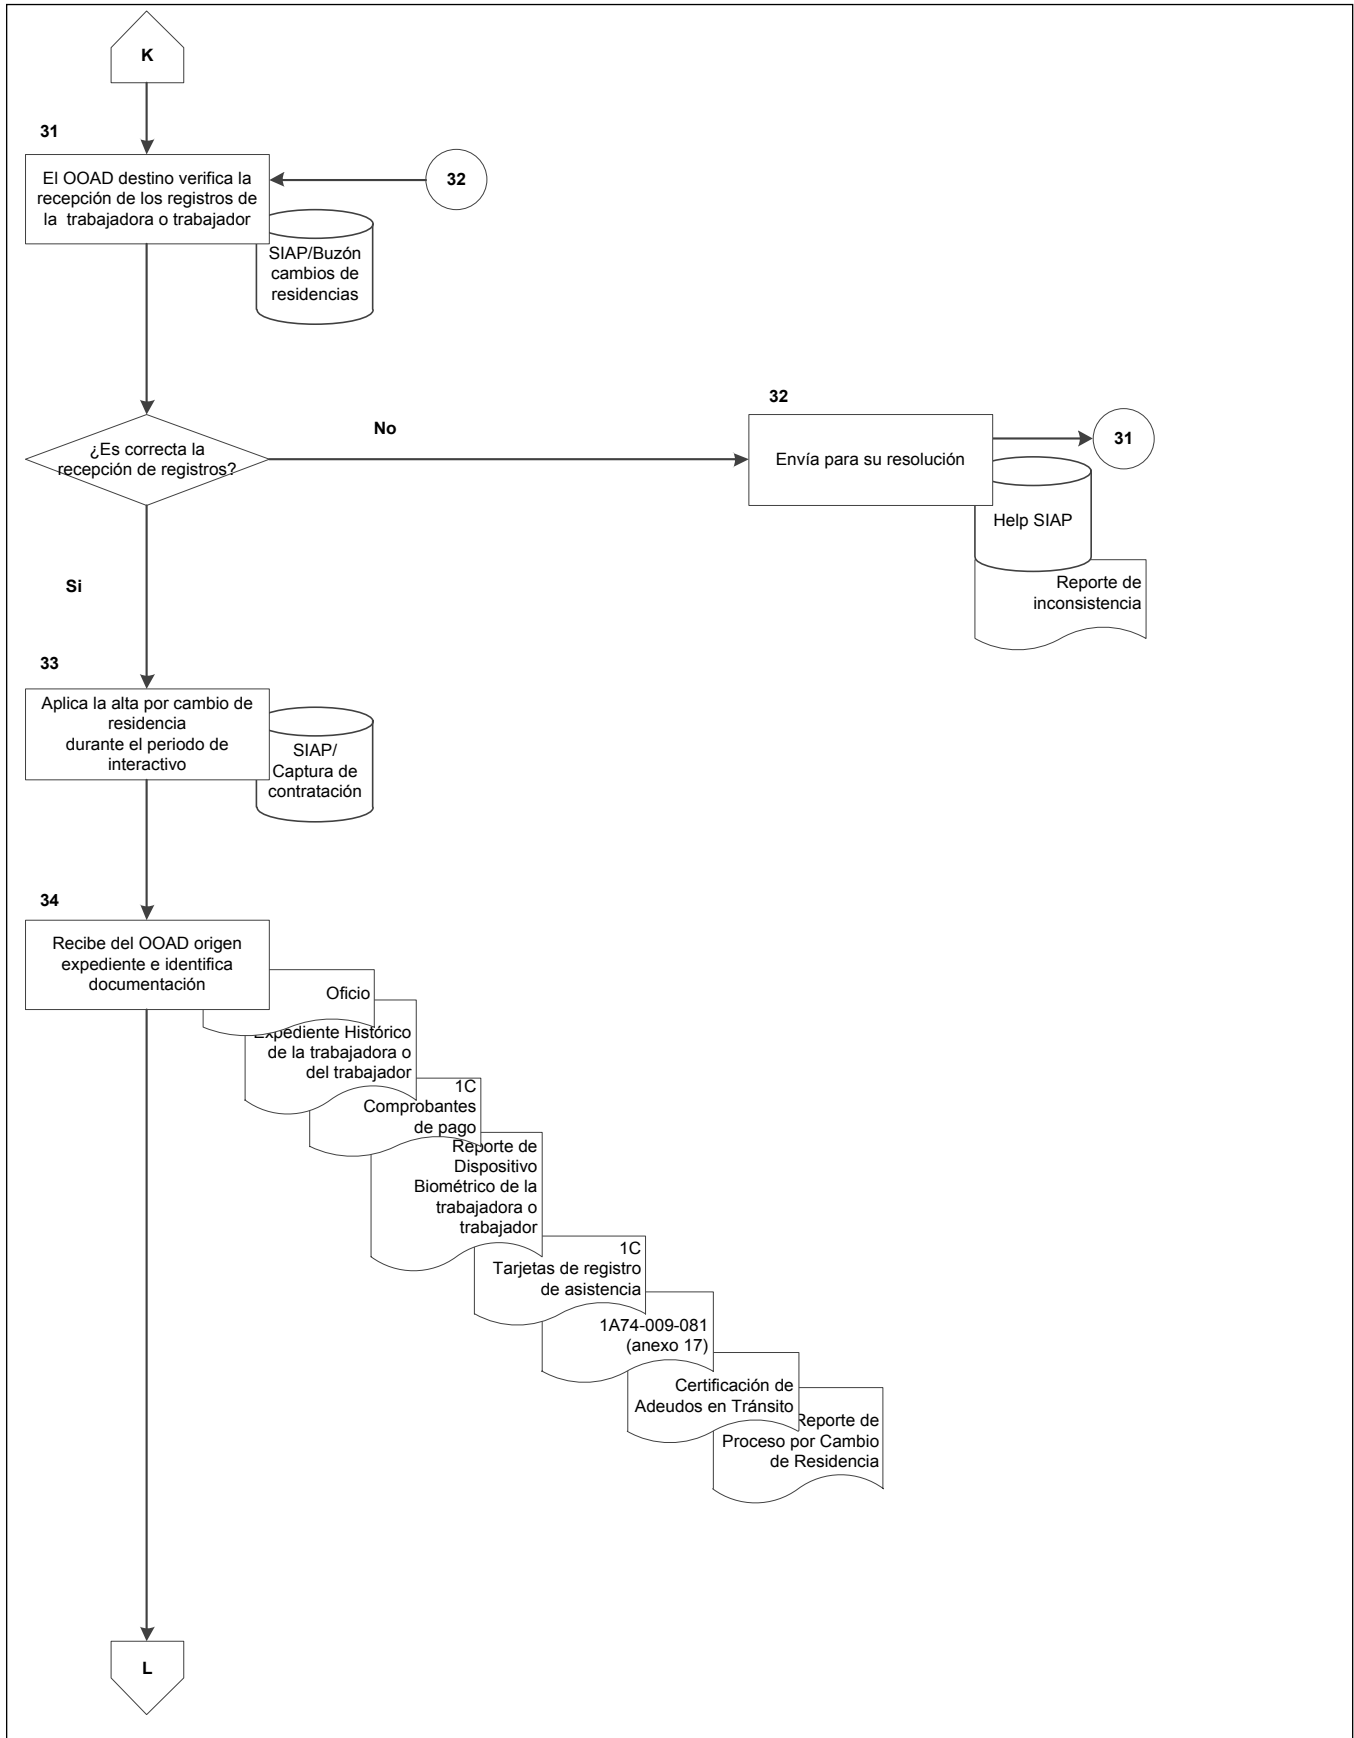 K
31
El OOAD destino verifica la
recepción de los registros de
la trabajadora o trabajador
32
SIAP/Buzón
cambios de
residencias
¿Es correcta la
recepción de registros?
No
32
Envía para su resolución
31
Help SIAP
Reporte de
inconsistencia
Si
33
Aplica la alta por cambio de
residencia
durante el periodo de
interactivo
SIAP/
Captura de
contratación
34
Recibe del OOAD origen
expediente e identifica
documentación
Oficio
Expediente Histórico
de la trabajadora o
del trabajador
1C
Comprobantes
de pago
Reporte de
Dispositivo
Biométrico de la
trabajadora o
trabajador
1C
Tarjetas de registro
de asistencia
1A74-009-081
(anexo 17)
Certificación de
Adeudos en Tránsito
Reporte de
Proceso por Cambio
de Residencia
L